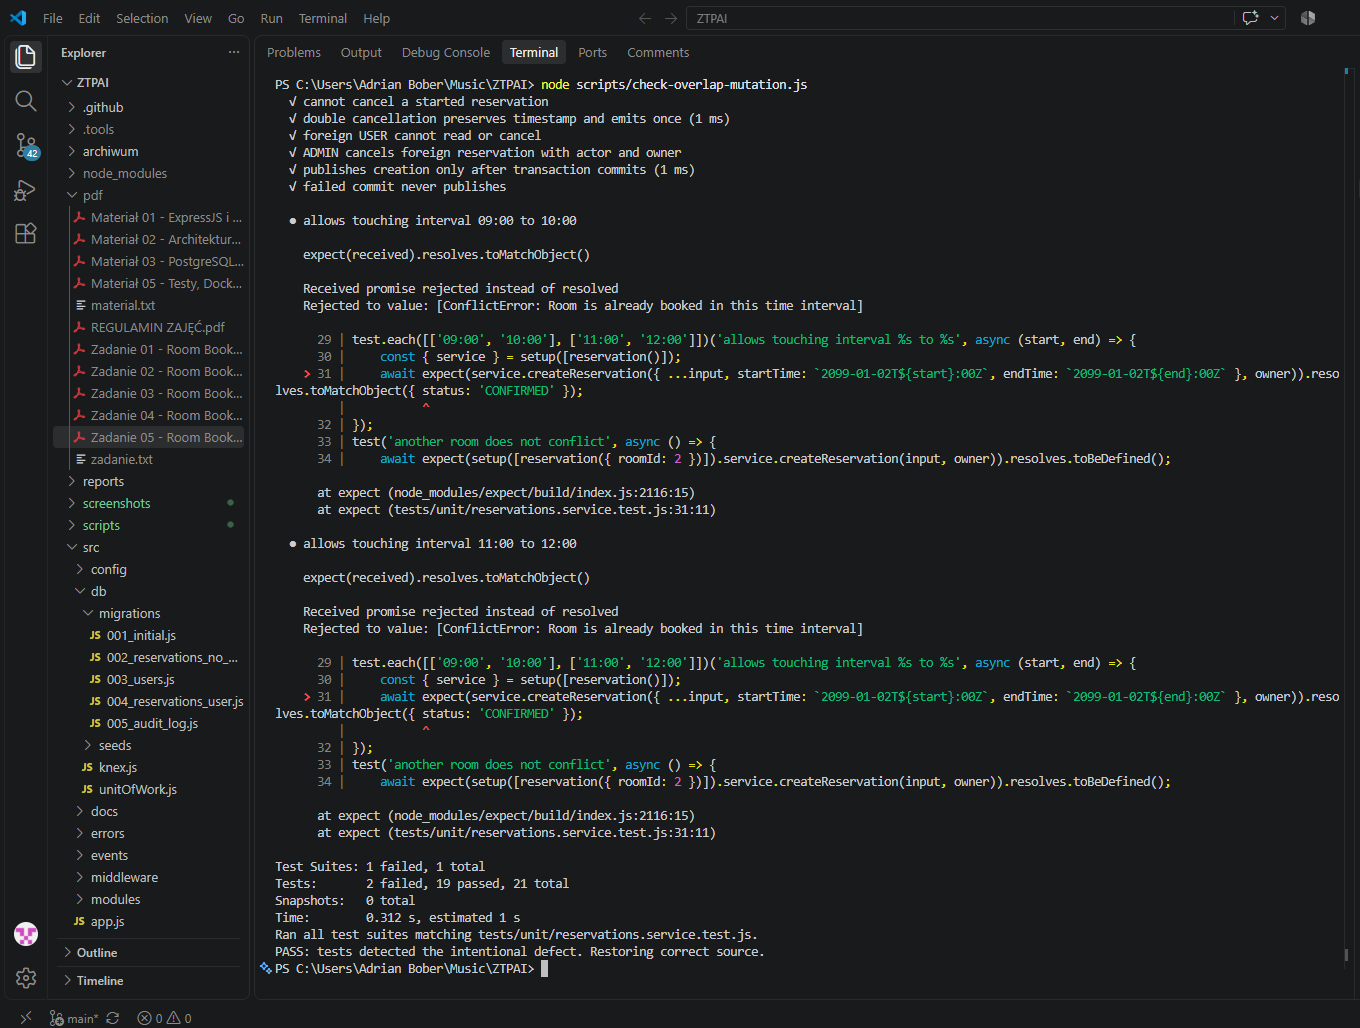 File Edit Selection View Go Run Terminal Help
ZTPAI
Explorer
ZTPAI
.github
.tools
archiwum
node_modules
pdf
Materiał 01 - ExpressJS i ...
Materiał 02 - Architektur...
Materiał 03 - PostgreSQL...
Materiał 05 - Testy, Dock...
material.txt
REGULAMIN ZAJĘĆ.pdf
Zadanie 01 - Room Book...
Zadanie 02 - Room Book...
Zadanie 03 - Room Book...
Zadanie 04 - Room Book...
Zadanie 05 - Room Book...
zadanie.txt
reports
screenshots
scripts
src
config
db
migrations
JS 001_initial.js
JS 002_reservations_no_...
JS 003_users.js
JS 004_reservations_user.js
JS 005_audit_log.js
seeds
JS knex.js
JS unitOfWork.js
docs
errors
events
middleware
modules
JS app.js
Outline
Timeline
42
Problems Output Debug Console Terminal Ports Comments
PS C:\Users\Adrian Bober\Music\ZTPAI> node scripts/check-overlap-mutation.js
√ cannot cancel a started reservation
√ double cancellation preserves timestamp and emits once (1 ms)
√ foreign USER cannot read or cancel
√ ADMIN cancels foreign reservation with actor and owner
√ publishes creation only after transaction commits (1 ms)
√ failed commit never publishes
● allows touching interval 09:00 to 10:00
expect(received).resolves.toMatchObject()
Received promise rejected instead of resolved
Rejected to value: [ConflictError: Room is already booked in this time interval]
29 | test.each([['09:00', '10:00'], ['11:00', '12:00']])('allows touching interval %s to %s', async (start, end) => {
30 |     const { service } = setup([reservation()]);
> 31 |     await expect(service.createReservation({ ...input, startTime: `2099-01-02T${start}:00Z`, endTime: `2099-01-02T${end}:00Z` }, owner)).reso
lves.toMatchObject({ status: 'CONFIRMED' });
|           ^
32 | });
33 | test('another room does not conflict', async () => {
34 |     await expect(setup([reservation({ roomId: 2 })]).service.createReservation(input, owner)).resolves.toBeDefined();
at expect (node_modules/expect/build/index.js:2116:15)
at expect (tests/unit/reservations.service.test.js:31:11)
● allows touching interval 11:00 to 12:00
expect(received).resolves.toMatchObject()
Received promise rejected instead of resolved
Rejected to value: [ConflictError: Room is already booked in this time interval]
29 | test.each([['09:00', '10:00'], ['11:00', '12:00']])('allows touching interval %s to %s', async (start, end) => {
30 |     const { service } = setup([reservation()]);
> 31 |     await expect(service.createReservation({ ...input, startTime: `2099-01-02T${start}:00Z`, endTime: `2099-01-02T${end}:00Z` }, owner)).reso
lves.toMatchObject({ status: 'CONFIRMED' });
|           ^
32 | });
33 | test('another room does not conflict', async () => {
34 |     await expect(setup([reservation({ roomId: 2 })]).service.createReservation(input, owner)).resolves.toBeDefined();
at expect (node_modules/expect/build/index.js:2116:15)
at expect (tests/unit/reservations.service.test.js:31:11)
Test Suites: 1 failed, 1 total
Tests:       2 failed, 19 passed, 21 total
Snapshots:   0 total
Time:        0.312 s, estimated 1 s
Ran all test suites matching tests/unit/reservations.service.test.js.
PASS: tests detected the intentional defect. Restoring correct source.
PS C:\Users\Adrian Bober\Music\ZTPAI>
main* 0 0